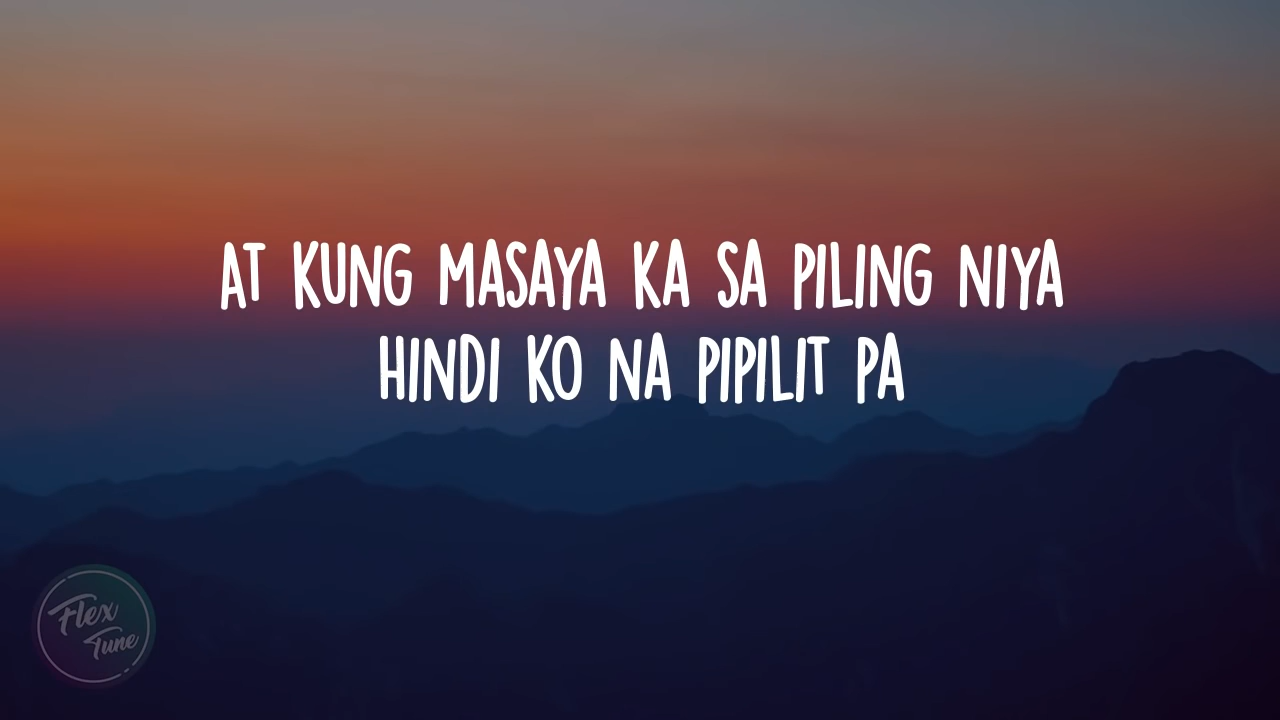 AT KUNG MASAYA KA SA PILING NIYA
HINDI KO NA PIPILIT PA
Flex
Tune